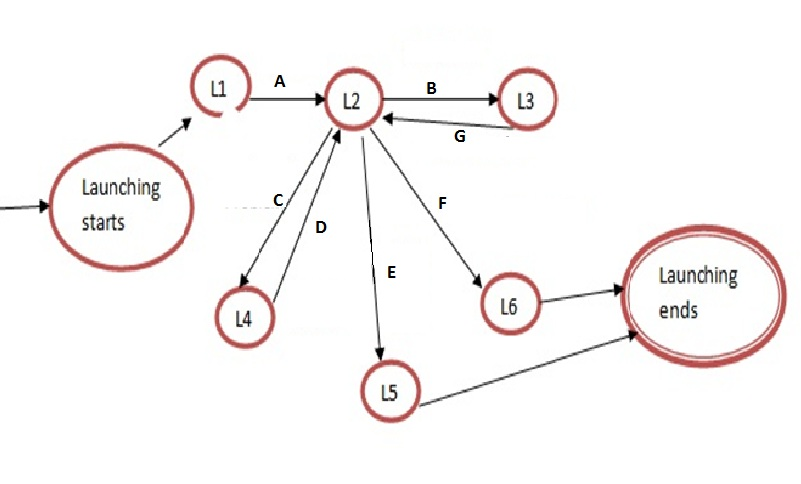 L1
A
L2
B
L3
G
Launching
starts
C
D
F
E
L4
L6
Launching
ends
L5